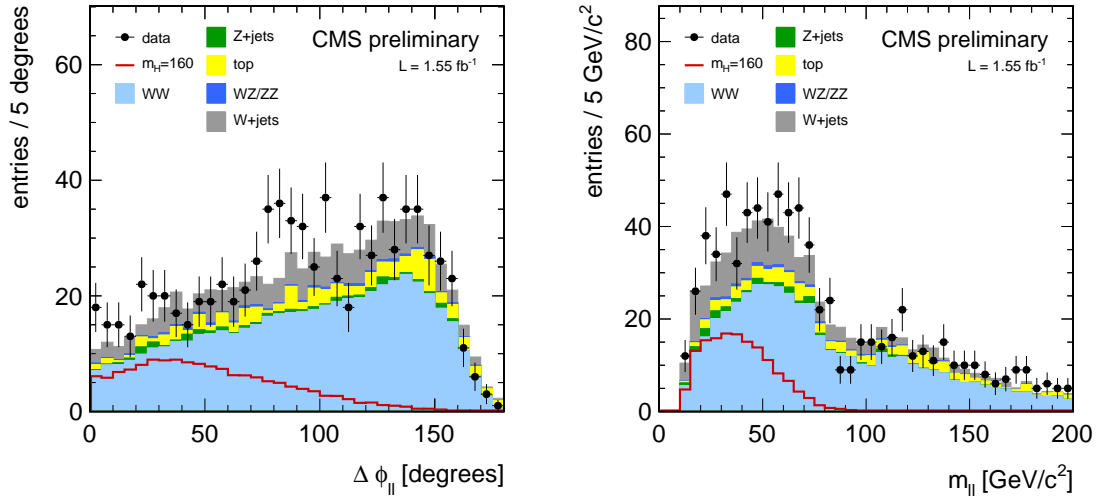 entries / 5 degrees
60
40
20
0
data
m_H=160
WW
Z+jets
top
WZ/ZZ
W+jets
CMS preliminary
L = 1.55 fb⁻¹
0 50 100 150
Δ ϕ_ll [degrees]
entries / 5 GeV/c²
80
60
40
20
0
data
m_H=160
WW
Z+jets
top
WZ/ZZ
W+jets
CMS preliminary
L = 1.55 fb⁻¹
0 50 100 150 200
m_ll [GeV/c²]